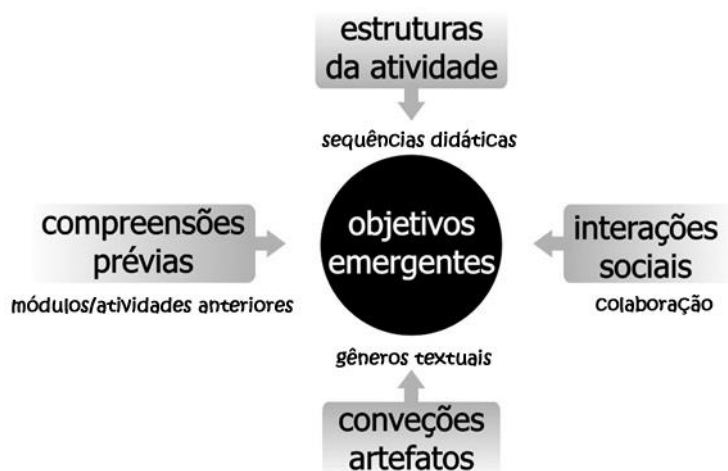 estruturas
da atividade
sequências didáticas
compreensões
prévias
módulos/atividades anteriores
objetivos
emergentes
interações
sociais
colaboração
gêneros textuais
conveções
artefatos